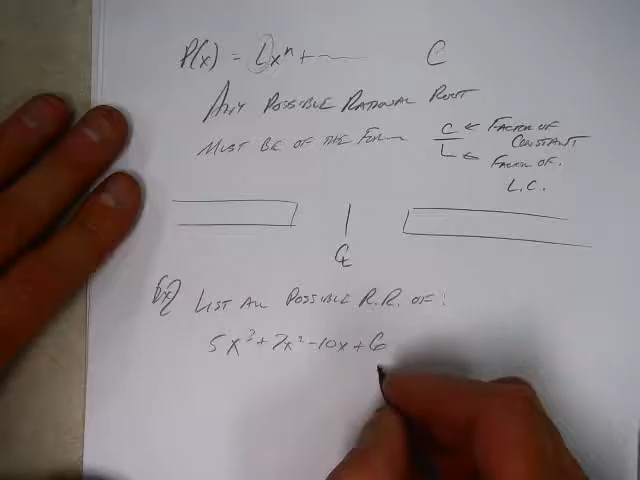 P(x) = Lxⁿ + ——— C
ANY POSSIBLE RATIONAL ROOT
MUST BE OF THE FORM C/L ← FACTOR OF CONSTANT
← FACTOR OF L.C.
℄
Ex) LIST ALL POSSIBLE R.R. OF:
5x³ + 7x² - 10x + 6